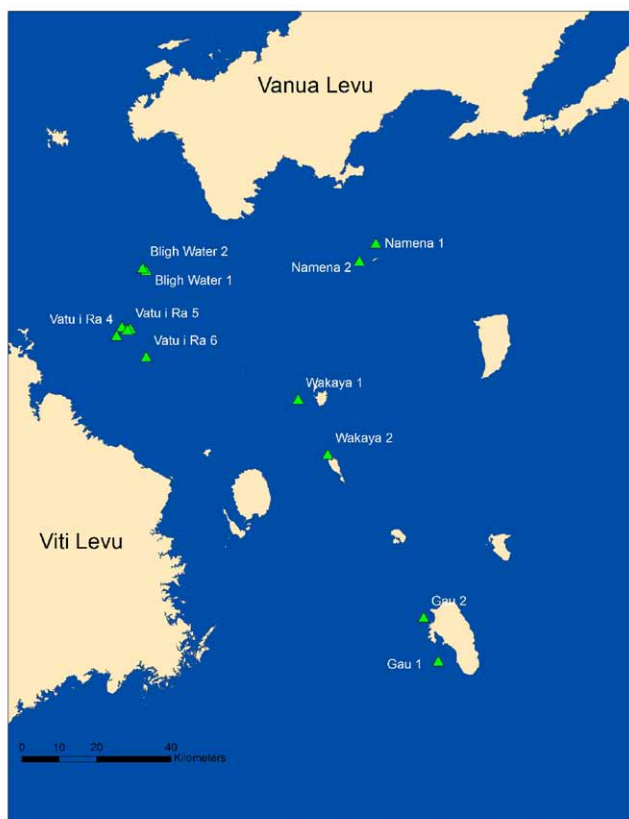 Vanua Levu
Namena 1
Bligh Water 2
Namena 2
Bligh Water 1
Vatu i Ra 5
Vatu i Ra 4
Vatu i Ra 6
Wakaya 1
Wakaya 2
Viti Levu
Gau 2
Gau 1
0 10 20 40
Kilometers